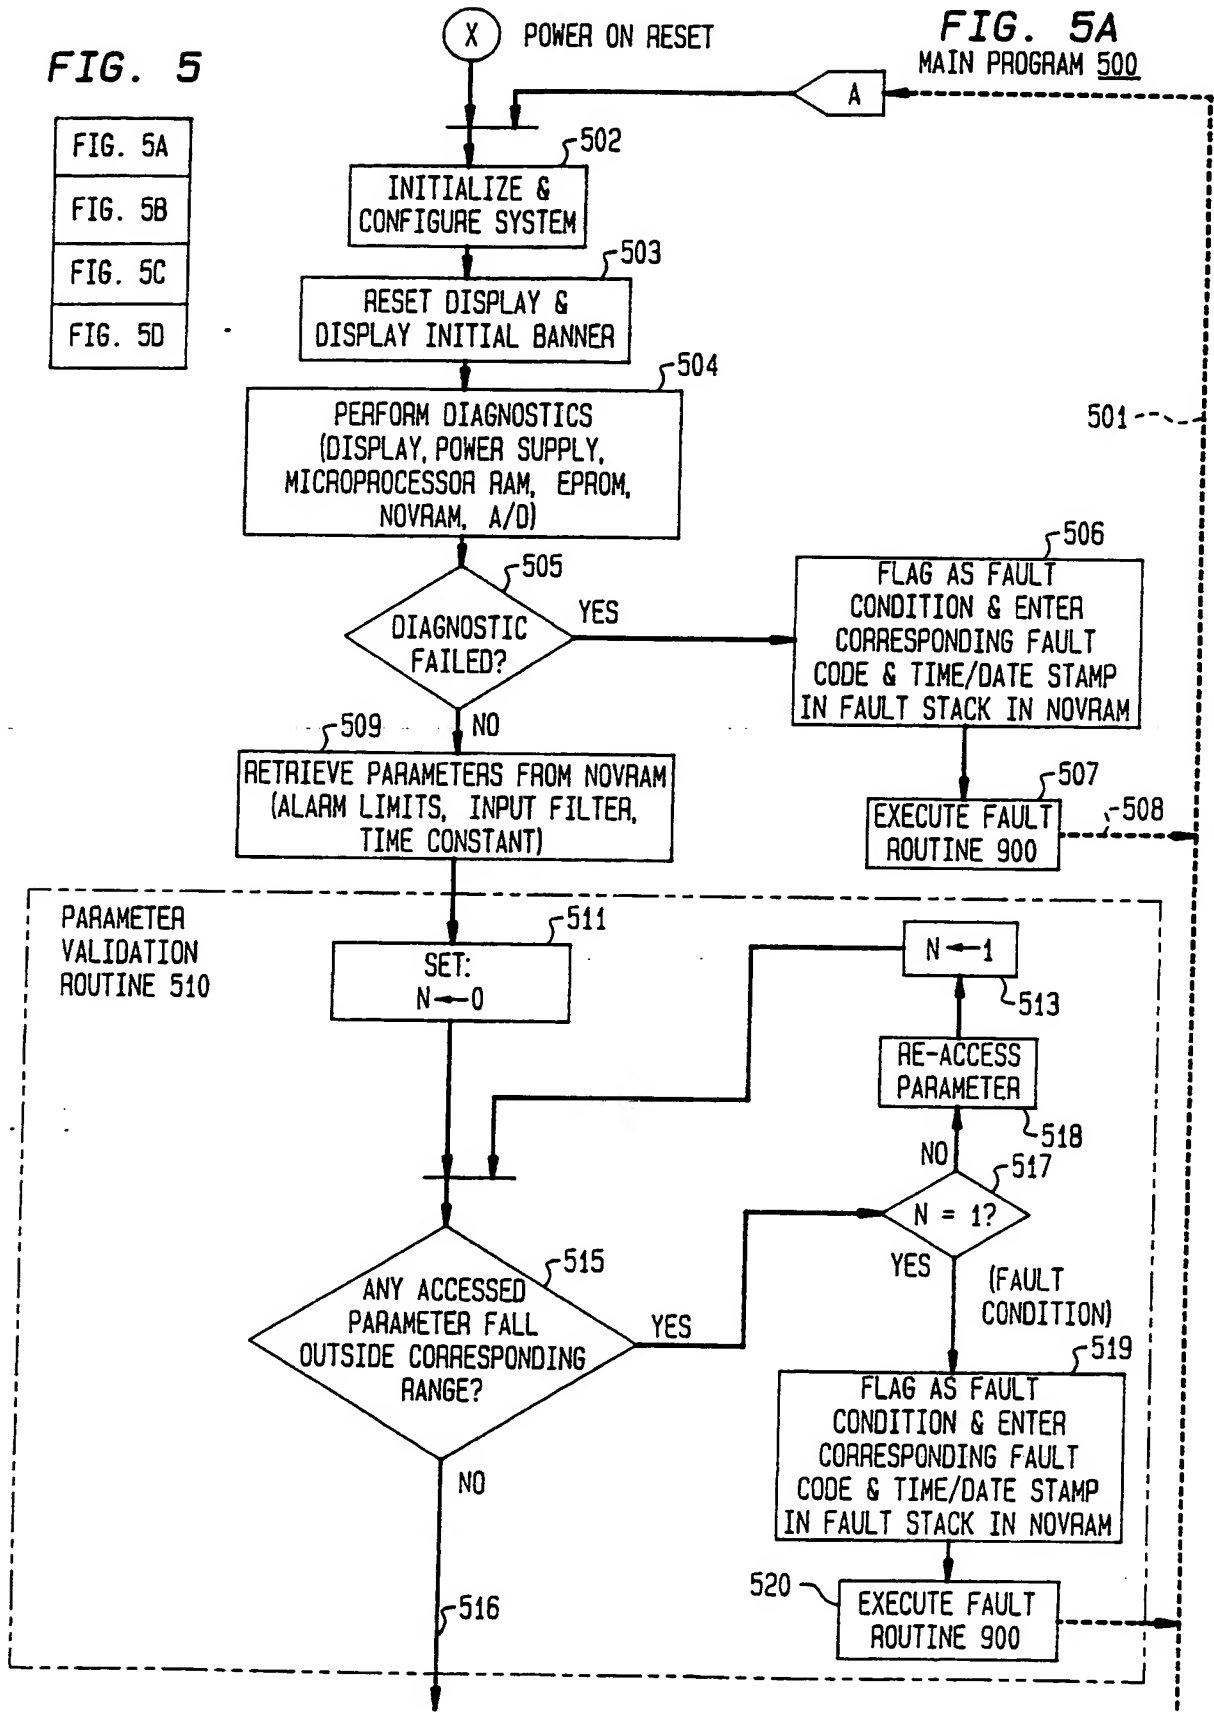 FIG. 5
FIG. 5A
FIG. 5B
FIG. 5C
FIG. 5D
X
POWER ON RESET
FIG. 5A
MAIN PROGRAM 500
A
502
INITIALIZE &
CONFIGURE SYSTEM
503
RESET DISPLAY &
DISPLAY INITIAL BANNER
504
PERFORM DIAGNOSTICS
(DISPLAY, POWER SUPPLY,
MICROPROCESSOR RAM, EPROM,
NOVRAM, A/D)
501
505
DIAGNOSTIC
FAILED?
YES
NO
506
FLAG AS FAULT
CONDITION & ENTER
CORRESPONDING FAULT
CODE & TIME/DATE STAMP
IN FAULT STACK IN NOVRAM
507
EXECUTE FAULT
ROUTINE 900
508
509
RETRIEVE PARAMETERS FROM NOVRAM
(ALARM LIMITS, INPUT FILTER,
TIME CONSTANT)
PARAMETER
VALIDATION
ROUTINE 510
511
SET:
N←0
N←1
513
RE-ACCESS
PARAMETER
518
NO
517
N = 1?
YES
(FAULT
CONDITION)
515
ANY ACCESSED
PARAMETER FALL
OUTSIDE CORRESPONDING
RANGE?
YES
NO
519
FLAG AS FAULT
CONDITION & ENTER
CORRESPONDING FAULT
CODE & TIME/DATE STAMP
IN FAULT STACK IN NOVRAM
520
EXECUTE FAULT
ROUTINE 900
516